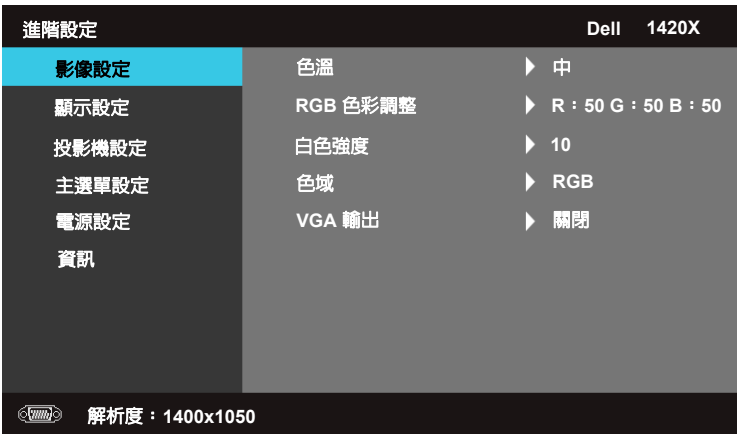 進階設定 Dell 1420X
影像設定 色溫 中
顯示設定 RGB 色彩調整 R：50 G：50 B：50
投影機設定 白色強度 10
主選單設定 色域 RGB
電源設定 VGA 輸出 關閉
資訊
解析度：1400x1050